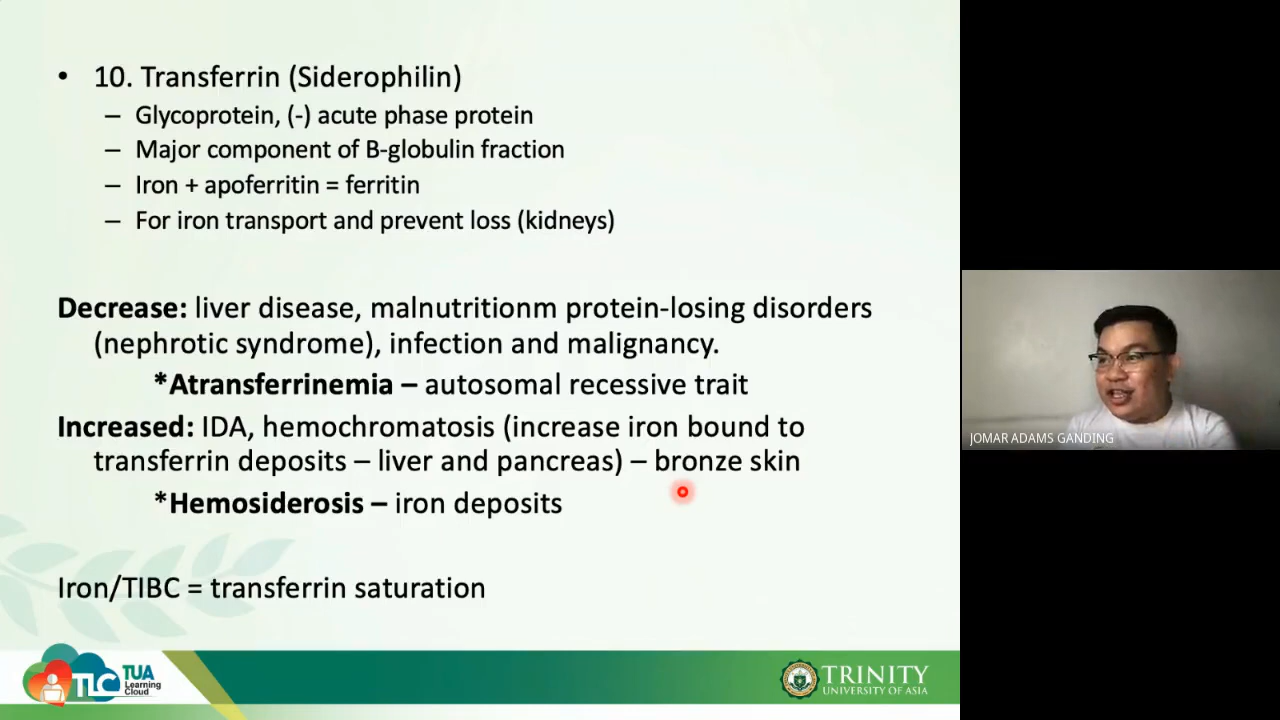 • 10. Transferrin (Siderophilin)
– Glycoprotein, (-) acute phase protein
– Major component of B-globulin fraction
– Iron + apoferritin = ferritin
– For iron transport and prevent loss (kidneys)
Decrease: liver disease, malnutritionm protein-losing disorders
(nephrotic syndrome), infection and malignancy.
*Atransferrinemia – autosomal recessive trait
Increased: IDA, hemochromatosis (increase iron bound to
transferrin deposits – liver and pancreas) – bronze skin
*Hemosiderosis – iron deposits
Iron/TIBC = transferrin saturation
JOMAR ADAMS GANDING
TLC
TUA
Learning
Cloud
TRINITY
UNIVERSITY OF ASIA